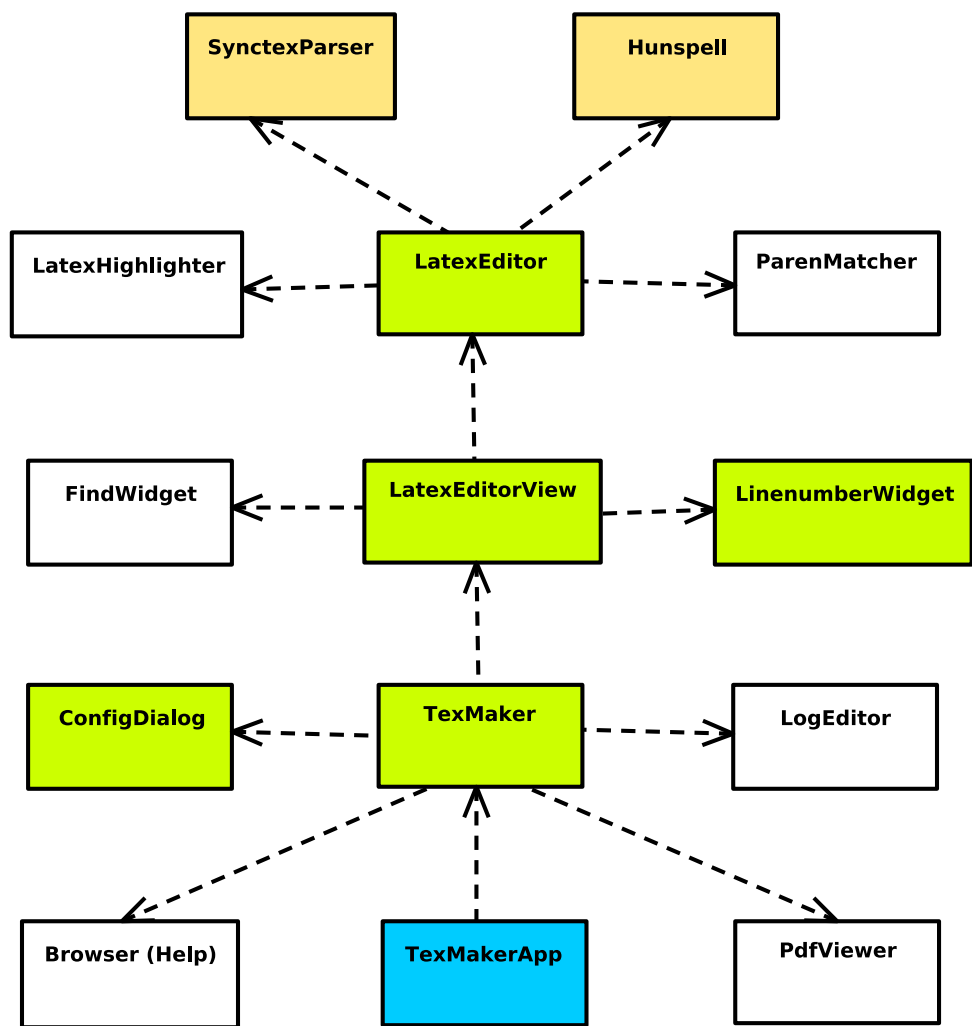 SynctexParser
Hunspell
LatexHighlighter
LatexEditor
ParenMatcher
FindWidget
LatexEditorView
LinenumberWidget
ConfigDialog
TexMaker
LogEditor
Browser (Help)
TexMakerApp
PdfViewer